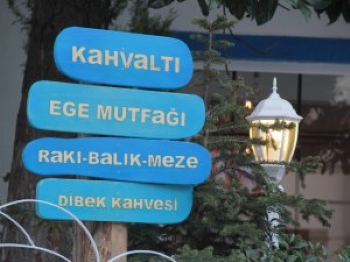 KAHVALTI
EGE MUTFAĞI
RAKI-BALIK-MEZE
DİBEK KAHVESİ